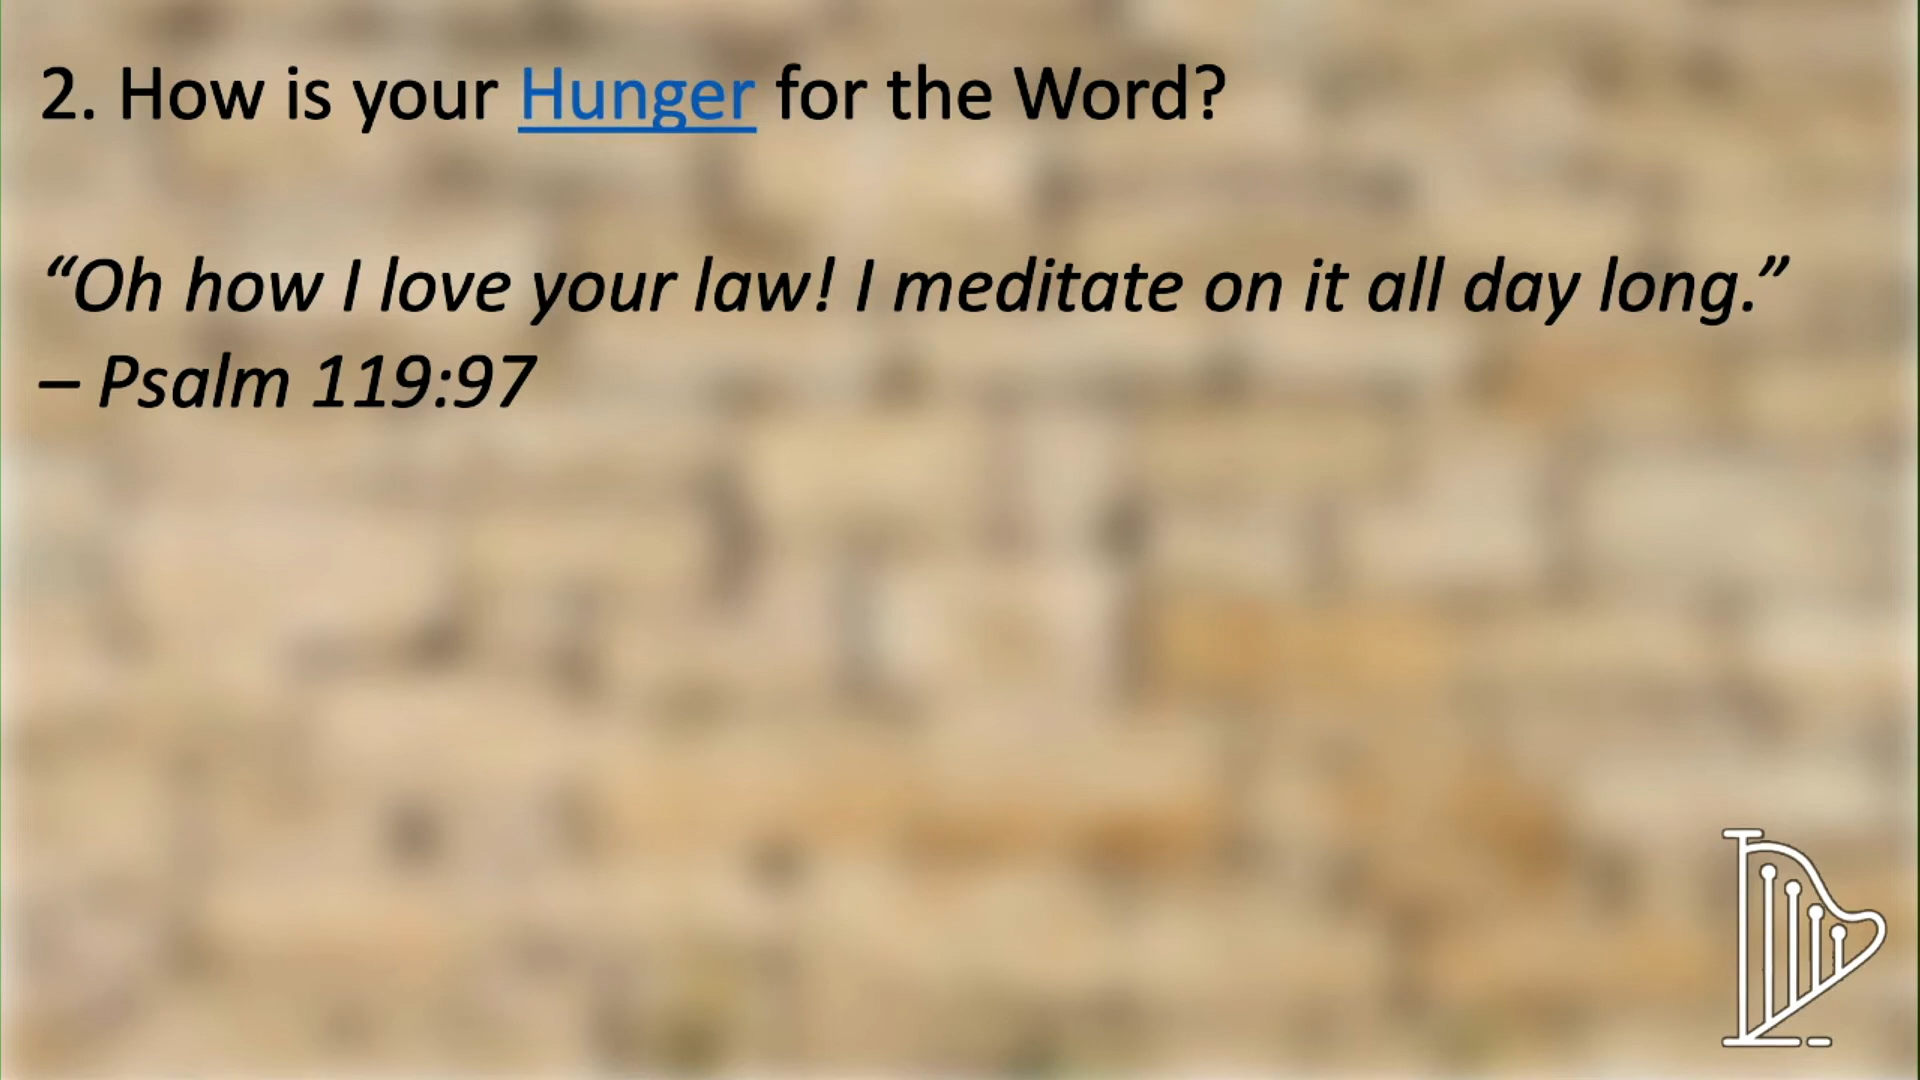 2. How is your Hunger for the Word?
“Oh how I love your law! I meditate on it all day long.”
– Psalm 119:97